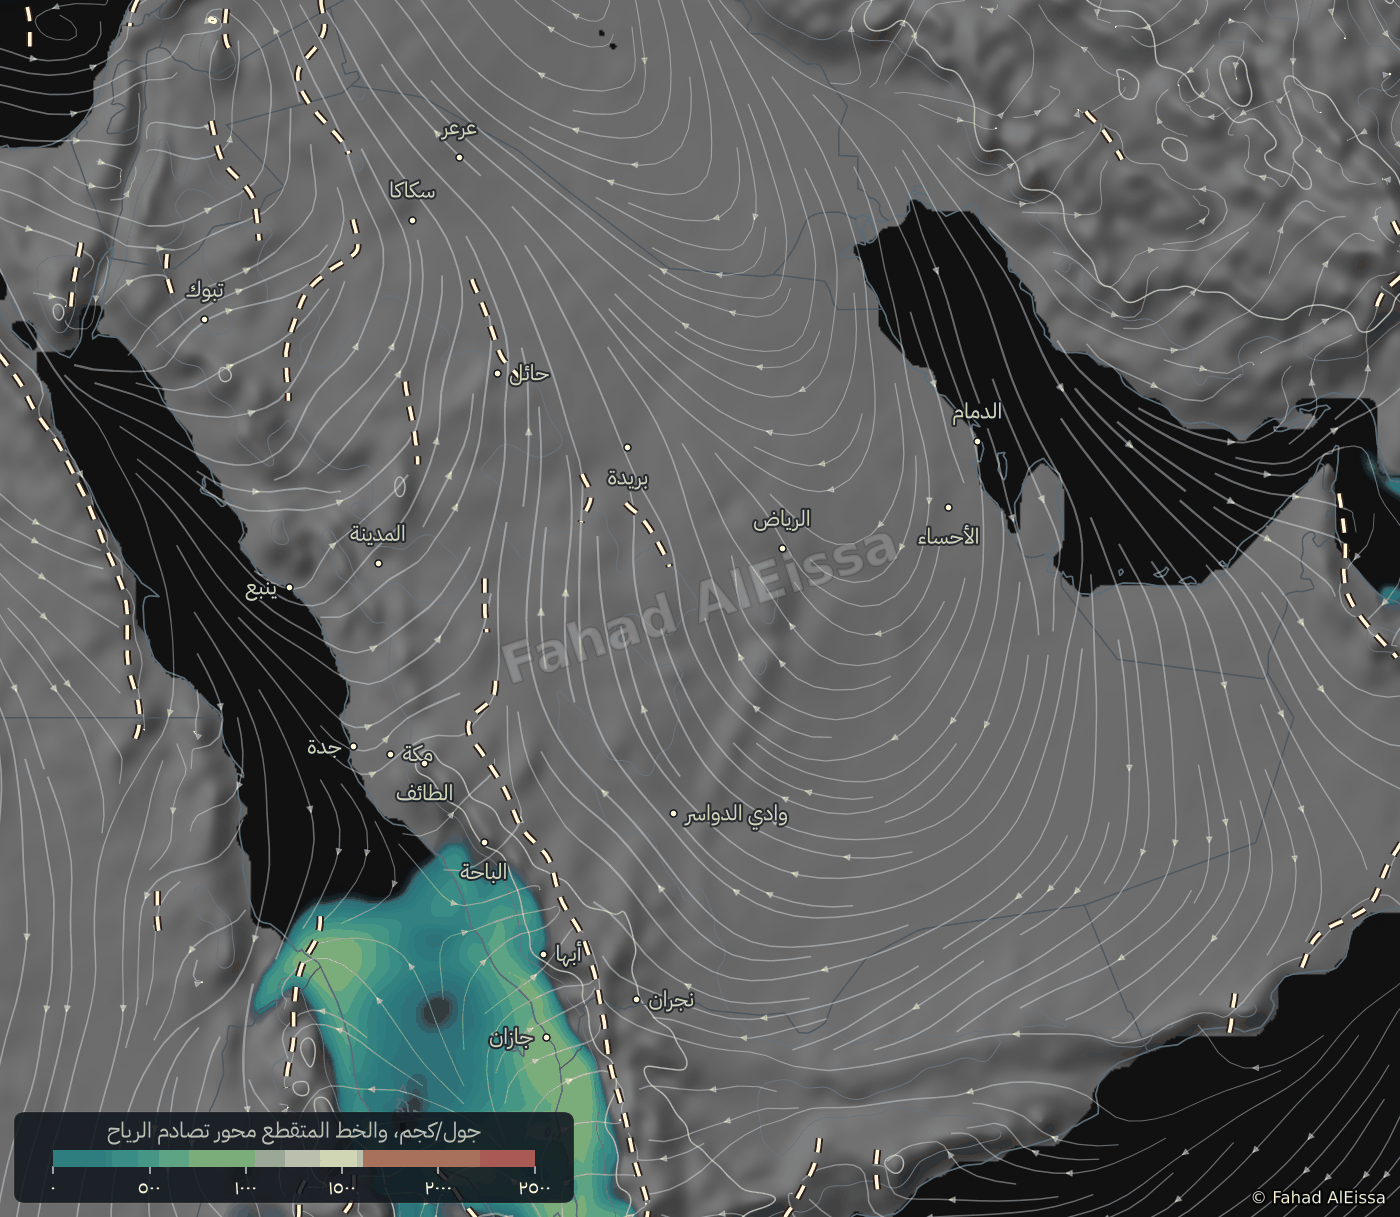 عرعر
سكاكا
تبوك
حائل
الدمام
بريدة
الرياض
الأحساء
المدينة
ينبع
Fahad AlEissa
جدة
مكة
الطائف
وادي الدواسر
الباحة
أبها
نجران
جازان
جول/كجم، والخط المتقطع محور تصادم الرياح
٠ ٥٠٠ ١٠٠٠ ١٥٠٠ ٢٠٠٠ ٢٥٠٠
© Fahad AlEissa